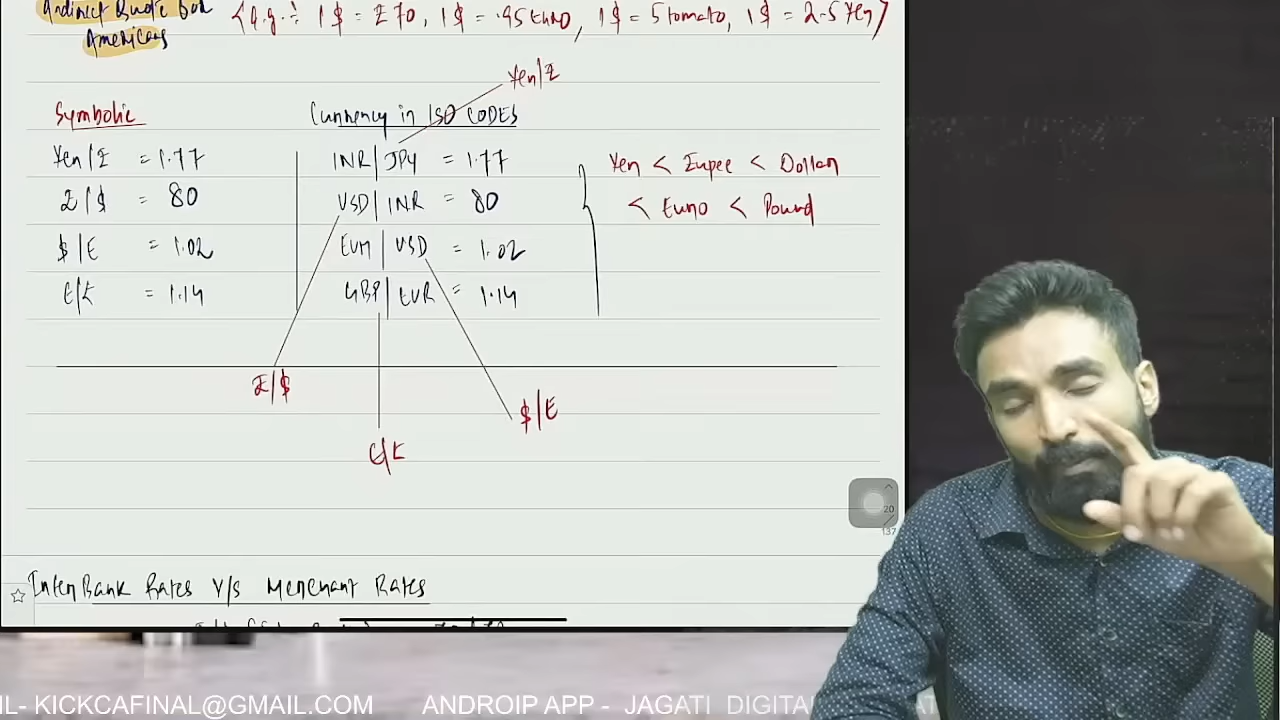 Indirect Quote for Americans
{e.g.: 1$ = ₹70, 1$ = .95 Euro, 1$ = 5 tomato, 1$ = 2.5 Yen}
Yen/₹
Symbolic
Currency in ISO CODES
Yen/₹ = 1.77
INR/JPY = 1.77
Yen < Rupee < Dollar
₹/$ = 80
USD/INR = 80
< Euro < Pound
$/€ = 1.02
EUR/USD = 1.02
€/£ = 1.14
GBP/EUR = 1.14
₹/$
$/€
€/£
20
137
InterBank Rates v/s Merchant Rates
IL- KICKCAFINAL@GMAIL.COM ANDROIP APP - JAGATI DIGITA